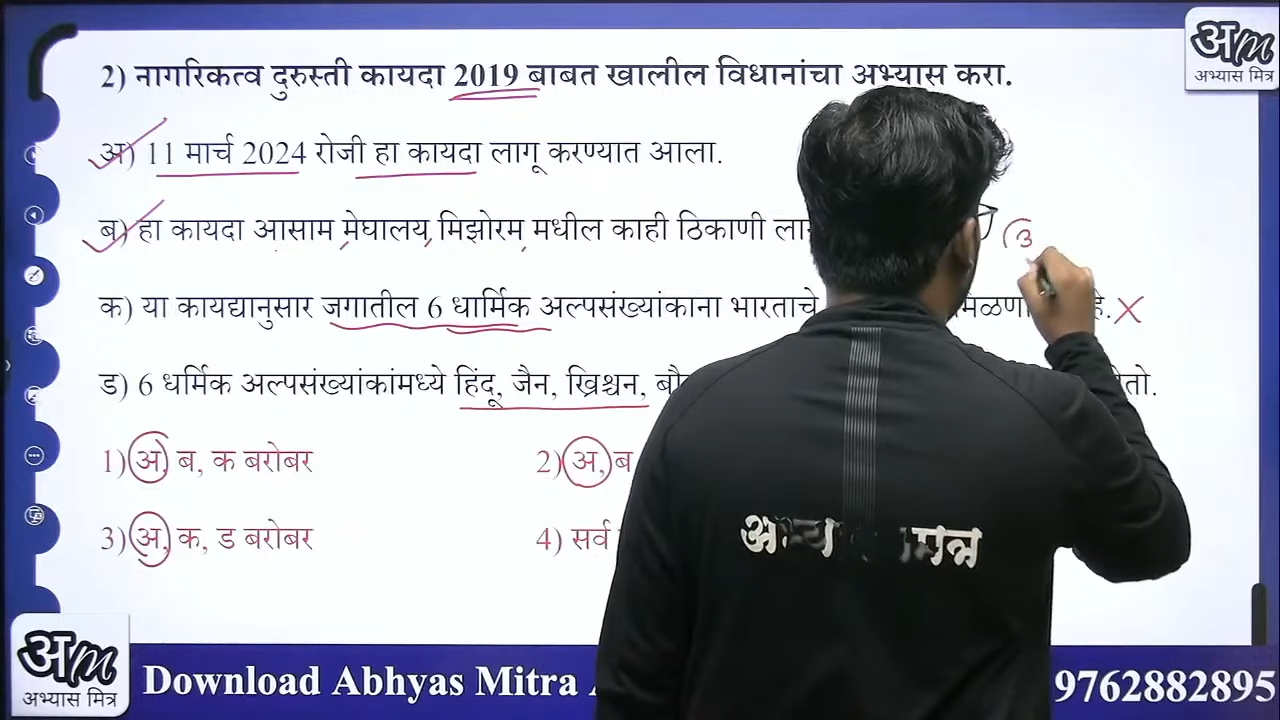 अm
अभ्यास मित्र
2) नागरिकत्व दुरुस्ती कायदा 2019 बाबत खालील विधानांचा अभ्यास करा.
अ) 11 मार्च 2024 रोजी हा कायदा लागू करण्यात आला.
ब) हा कायदा आसाम मेघालय मिझोरम मधील काही ठिकाणी
क) या कायद्यानुसार जगातील 6 धार्मिक अल्पसंख्यांकाना भारताचे
ड) 6 धर्मिक अल्पसंख्यांकांमध्ये हिंदू, जैन, ख्रिश्चन,
1) अ, ब, क बरोबर
2) अ, ब
3) अ, क, ड बरोबर
4) सर्व
अm
अभ्यास मित्र
Download Abhyas Mitra
9762882895